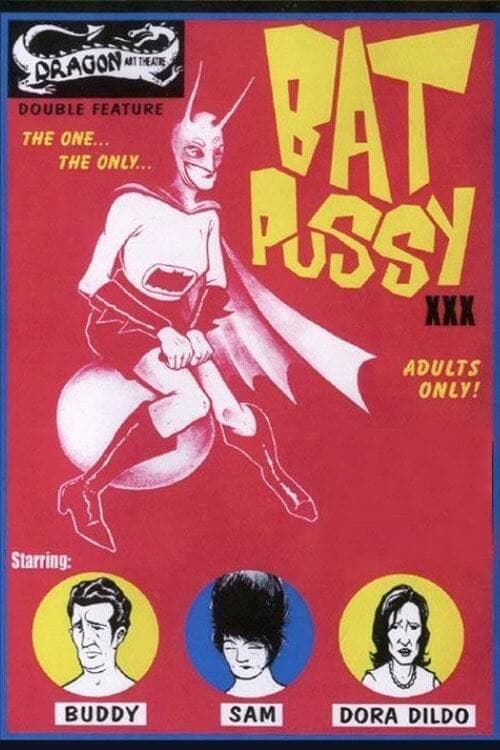 DRAGON ART THEATRE
DOUBLE FEATURE
THE ONE...
THE ONLY...
BAT
PUSSY
XXX
ADULTS
ONLY!
Starring:
BUDDY
SAM
DORA DILDO